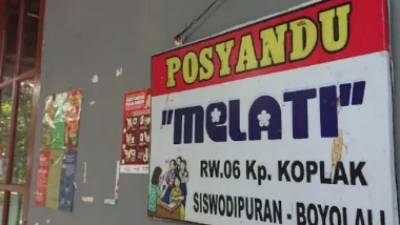 POSYANDU
"MELATI"
RW.06 Kp. KOPLAK
SISWODIPURAN - BOYOLALI